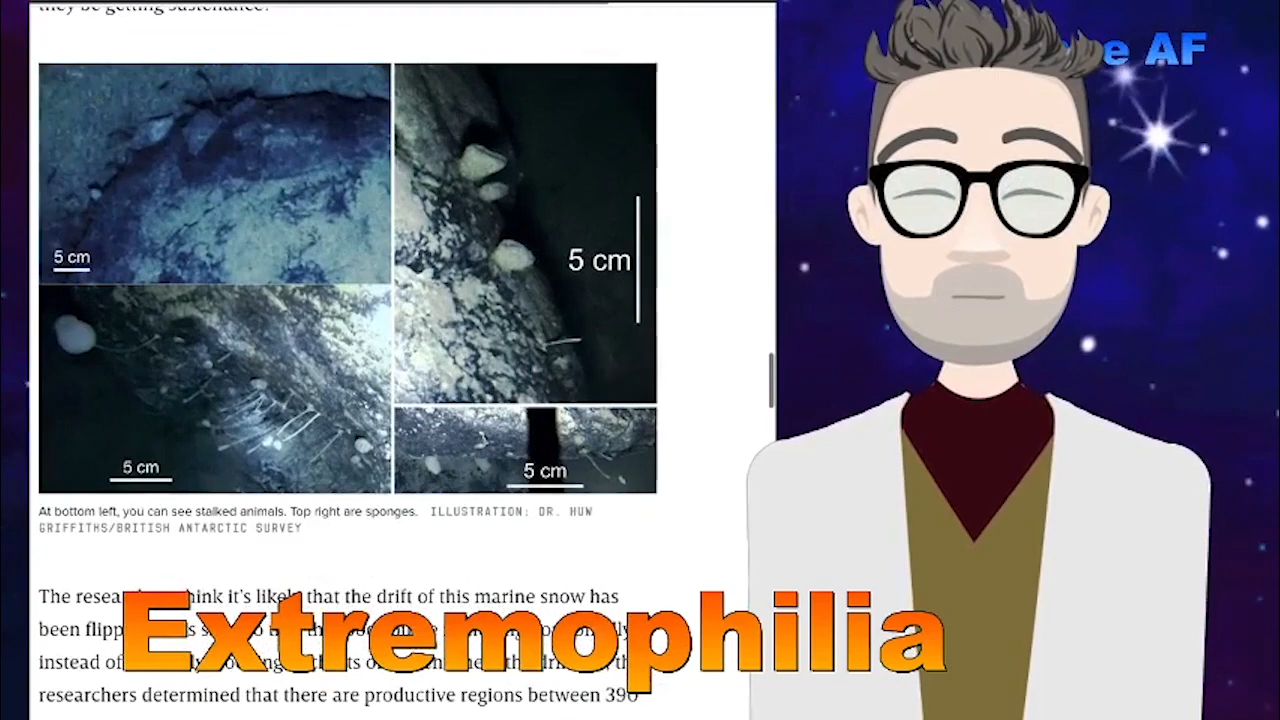 they be getting sustenance?
e AF
5 cm
5 cm
5 cm
5 cm
At bottom left, you can see stalked animals. Top right are sponges. ILLUSTRATION: DR. HUW
GRIFFITHS/BRITISH ANTARCTIC SURVEY
The think it's likely that the drift of this marine snow has
been
instead of
researchers determined that there are productive regions between 390
Extremophilia